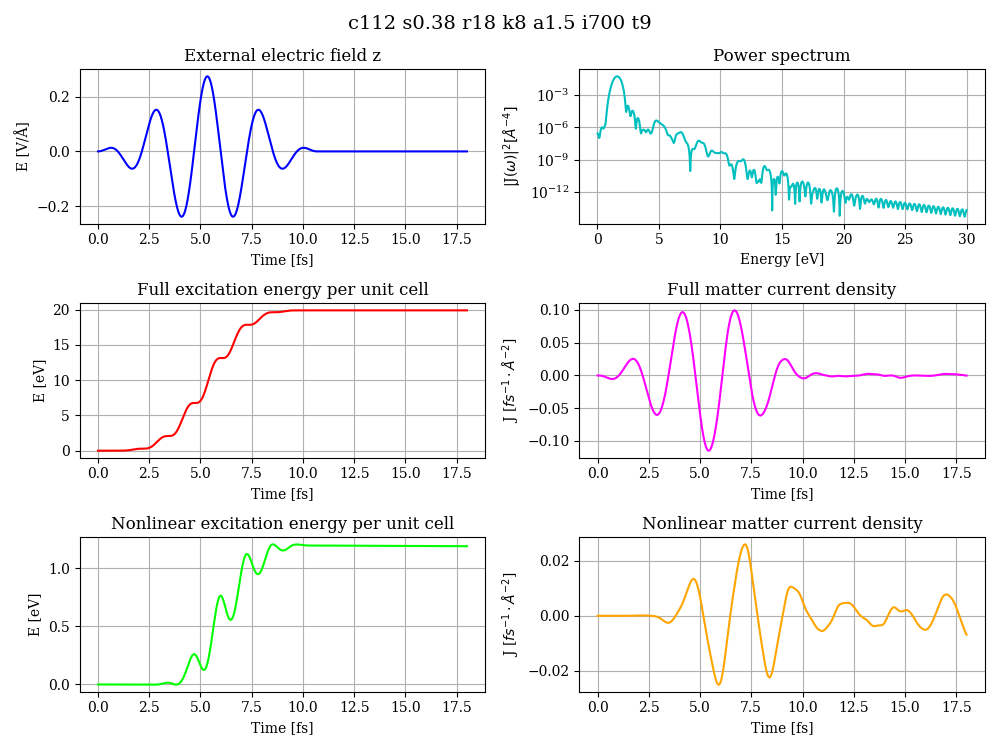 c112 s0.38 r18 k8 a1.5 i700 t9
External electric field z
E [V/Å]
0.2
0.0
−0.2
0.0 2.5 5.0 7.5 10.0 12.5 15.0 17.5
Time [fs]
Power spectrum
|J(ω)|²[Å⁻⁴]
10⁻³
10⁻⁶
10⁻⁹
10⁻¹²
0 5 10 15 20 25 30
Energy [eV]
Full excitation energy per unit cell
E [eV]
20
15
10
5
0
0.0 2.5 5.0 7.5 10.0 12.5 15.0 17.5
Time [fs]
Full matter current density
J [fs⁻¹ · Å⁻²]
0.10
0.05
0.00
−0.05
−0.10
0.0 2.5 5.0 7.5 10.0 12.5 15.0 17.5
Time [fs]
Nonlinear excitation energy per unit cell
E [eV]
1.0
0.5
0.0
0.0 2.5 5.0 7.5 10.0 12.5 15.0 17.5
Time [fs]
Nonlinear matter current density
J [fs⁻¹ · Å⁻²]
0.02
0.00
−0.02
0.0 2.5 5.0 7.5 10.0 12.5 15.0 17.5
Time [fs]